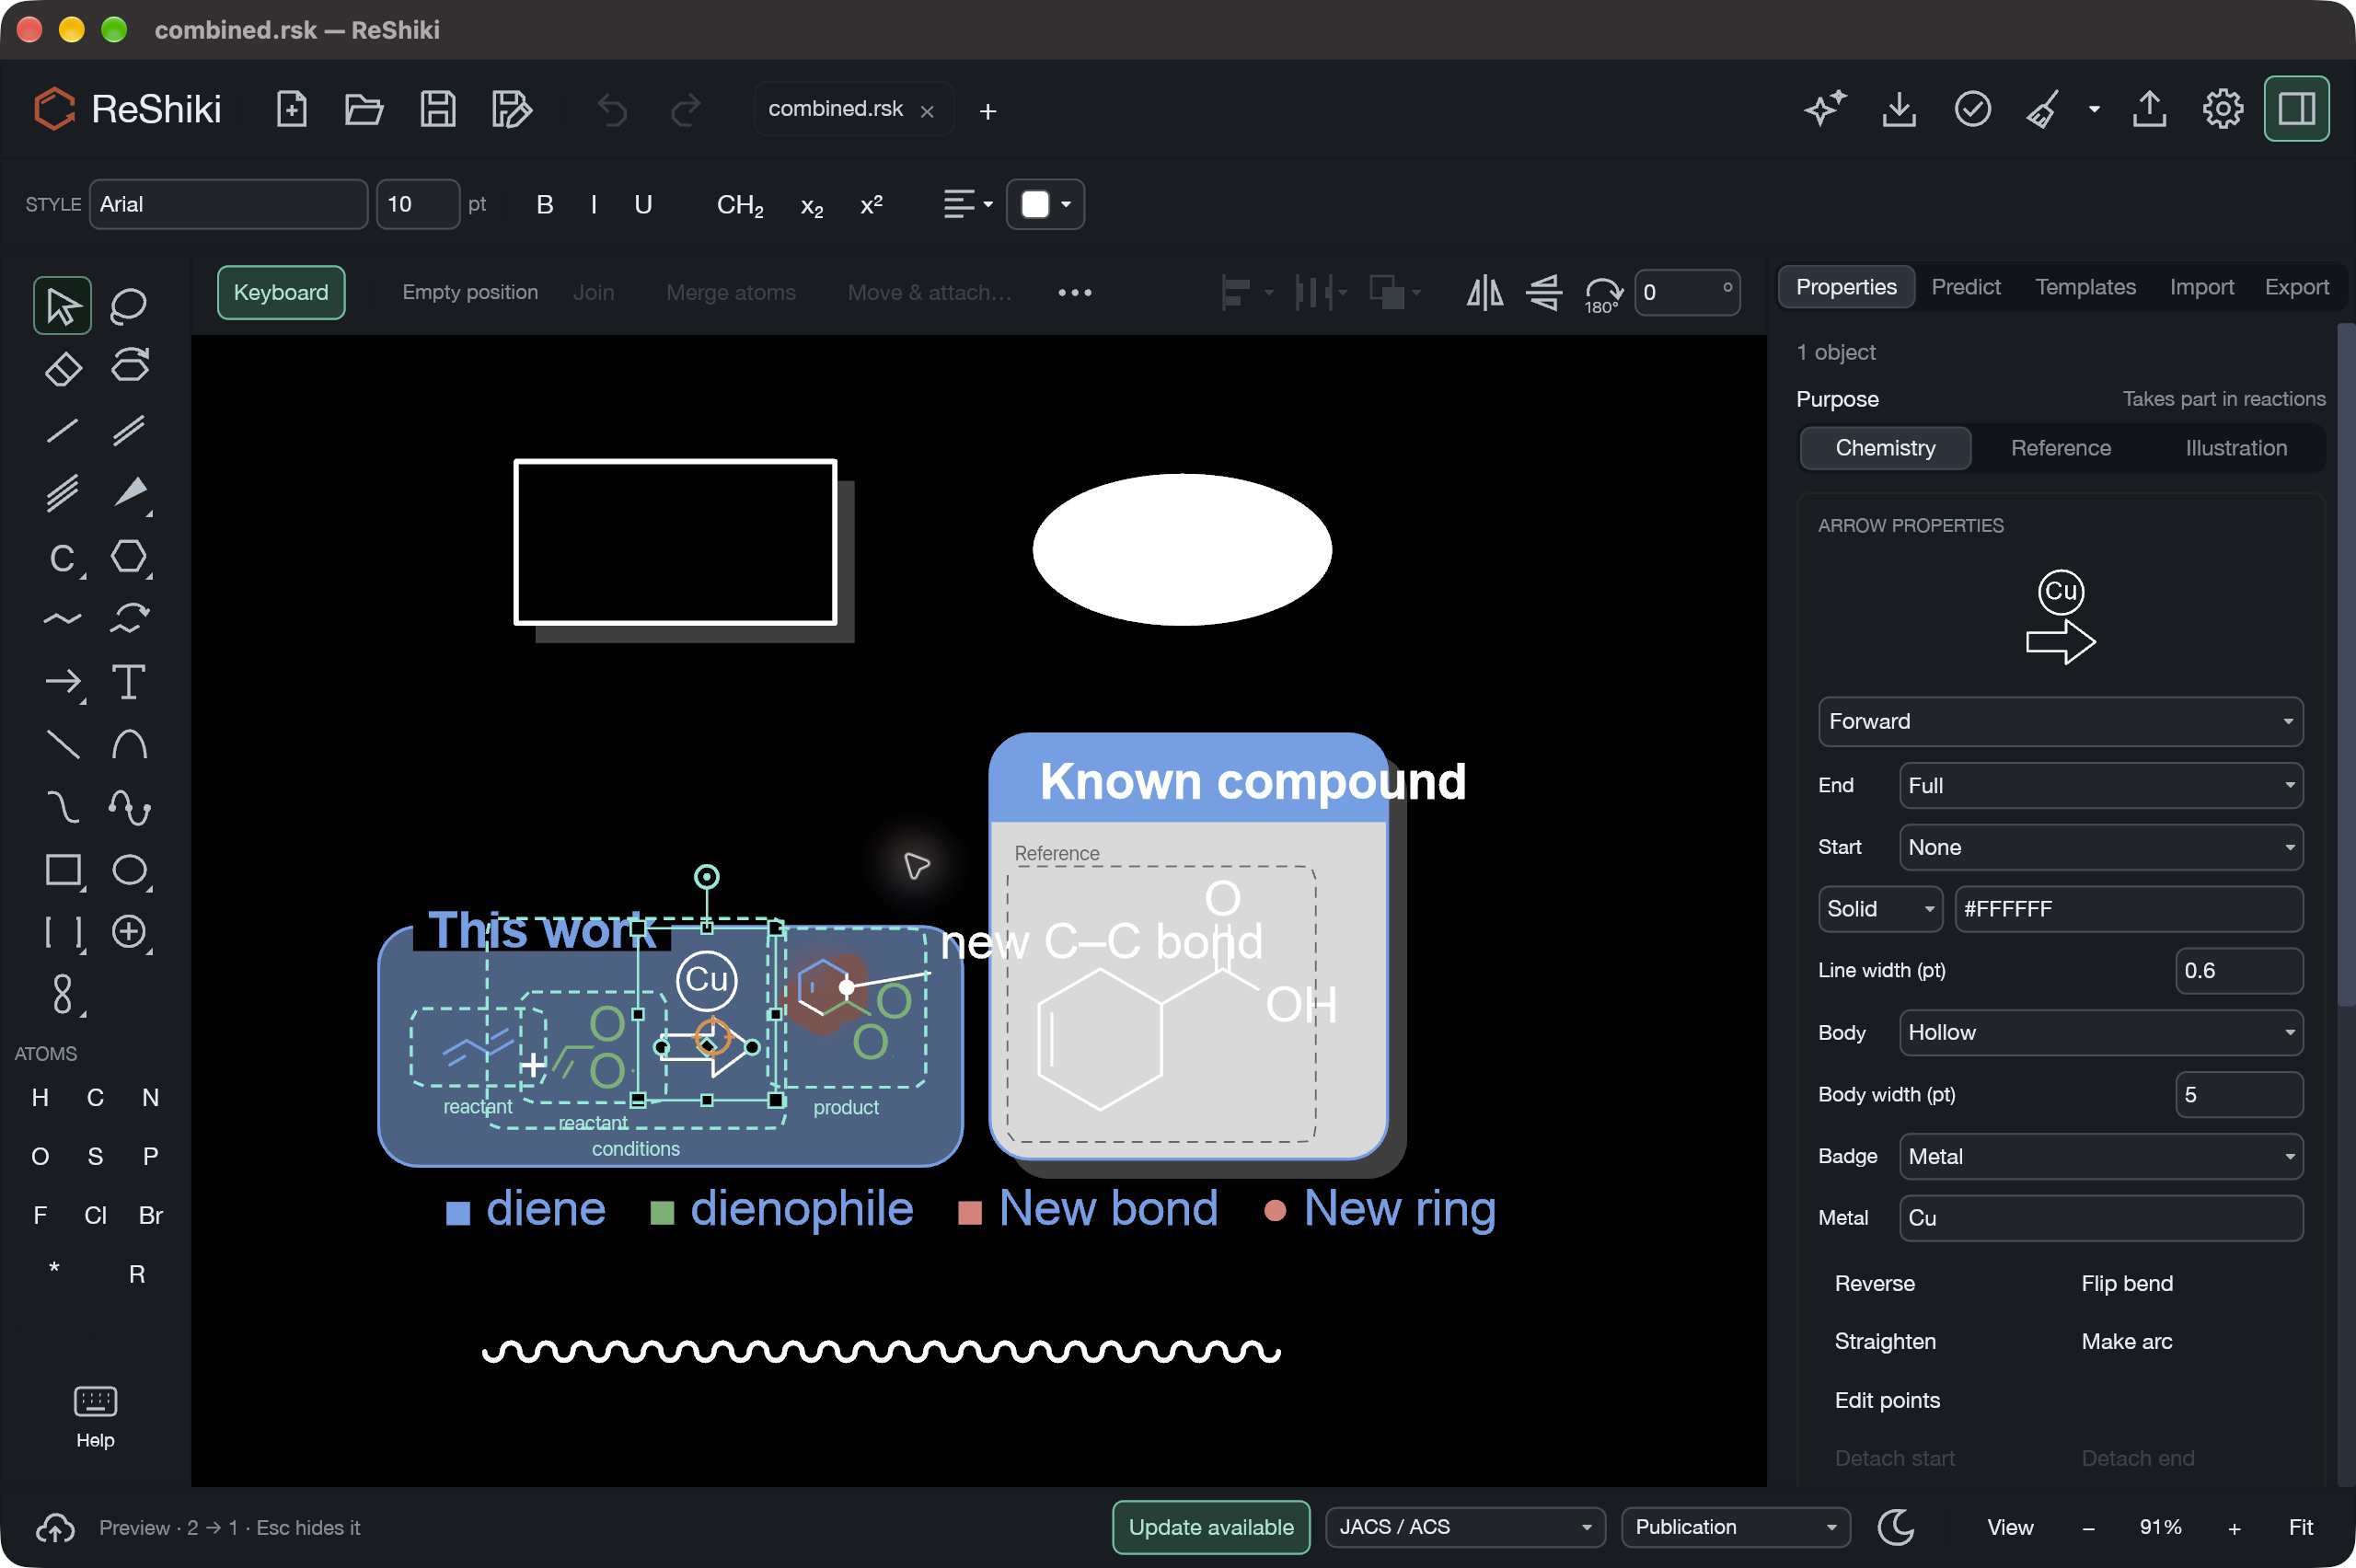 combined.rsk — ReShiki
ReShiki
combined.rsk × +
STYLE Arial 10 pt B I U CH₂ x₂ x²
Keyboard Empty position Join Merge atoms Move & attach... ••• 180° 0 °
Properties Predict Templates Import Export
1 object
Purpose Takes part in reactions
Chemistry Reference Illustration
ARROW PROPERTIES
Cu
Forward
End Full
Start None
Solid #FFFFFF
Line width (pt) 0.6
Body Hollow
Body width (pt) 5
Badge Metal
Metal Cu
Reverse Flip bend
Straighten Make arc
Edit points
Detach start Detach end
C
T
[ ]
ATOMS
H C N
O S P
F Cl Br
* R
Help
Known compound
Reference
O
OH
new C–C bond
This work
Cu
O
O
O
O
+
reactant
reactant
conditions
product
diene dienophile New bond New ring
Preview · 2 → 1 · Esc hides it
Update available JACS / ACS Publication View − 91% + Fit